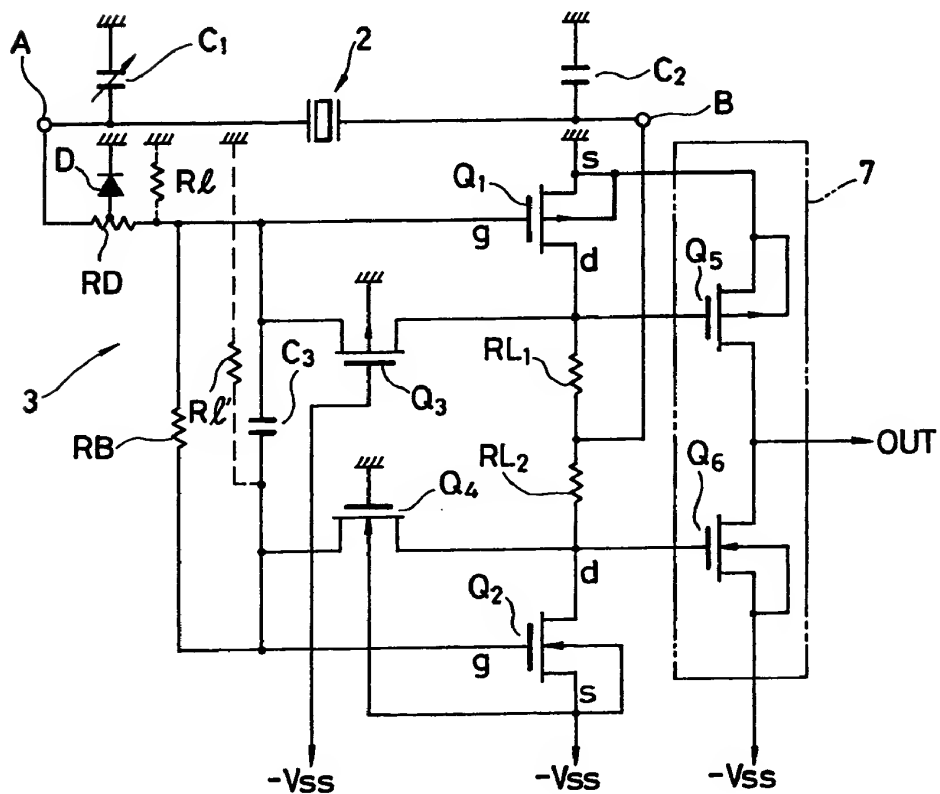 A
C1
2
C2
B
D
Rℓ
s
7
Q1
g
d
RD
Q5
RL1
C3
Q3
3
Rℓ'
RB
OUT
Q6
RL2
Q4
d
Q2
g
s
-VSS
-VSS
-VSS